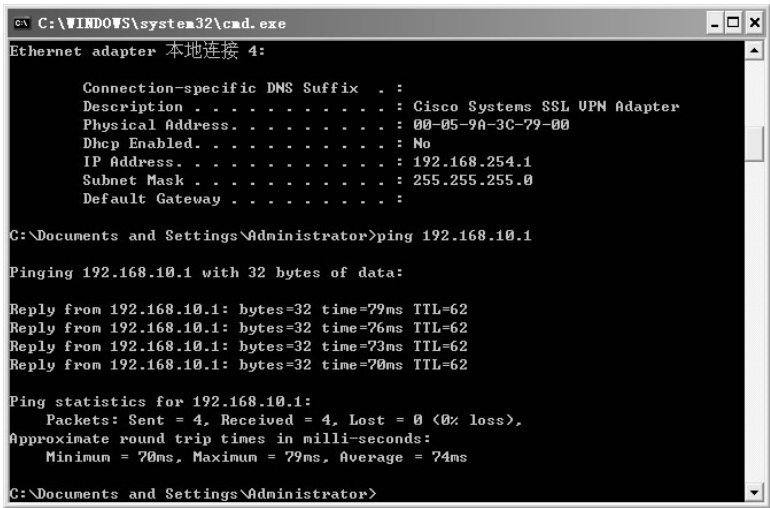 C:\WINDOWS\system32\cmd.exe
Ethernet adapter 本地连接 4:
Connection-specific DNS Suffix . :
Description . . . . . . . . . . . : Cisco Systems SSL VPN Adapter
Physical Address. . . . . . . . . : 00-05-9A-3C-79-00
Dhcp Enabled. . . . . . . . . . . : No
IP Address. . . . . . . . . . . . : 192.168.254.1
Subnet Mask . . . . . . . . . . . : 255.255.255.0
Default Gateway . . . . . . . . . :
C:\Documents and Settings\Administrator>ping 192.168.10.1
Pinging 192.168.10.1 with 32 bytes of data:
Reply from 192.168.10.1: bytes=32 time=79ms TTL=62
Reply from 192.168.10.1: bytes=32 time=76ms TTL=62
Reply from 192.168.10.1: bytes=32 time=73ms TTL=62
Reply from 192.168.10.1: bytes=32 time=70ms TTL=62
Ping statistics for 192.168.10.1:
Packets: Sent = 4, Received = 4, Lost = 0 (0% loss),
Approximate round trip times in milli-seconds:
Minimum = 70ms, Maximum = 79ms, Average = 74ms
C:\Documents and Settings\Administrator>